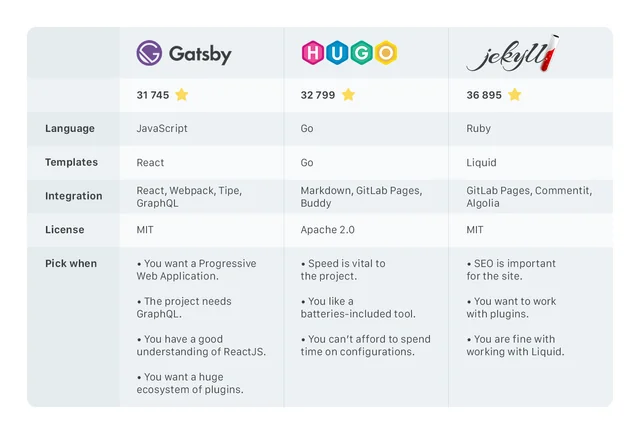 Gatsby HUGO jekyll
31 745 32 799 36 895
Language JavaScript Go Ruby
Templates React Go Liquid
Integration React, Webpack, Tipe, Markdown, GitLab Pages, GitLab Pages, Commentit,
GraphQL Buddy Algolia
License MIT Apache 2.0 MIT
Pick when • You want a Progressive • Speed is vital to • SEO is important
Web Application. the project. for the site.
• The project needs • You like a • You want to work
GraphQL. batteries-included tool. with plugins.
• You have a good • You can't afford to spend • You are fine with
understanding of ReactJS. time on configurations. working with Liquid.
• You want a huge
ecosystem of plugins.